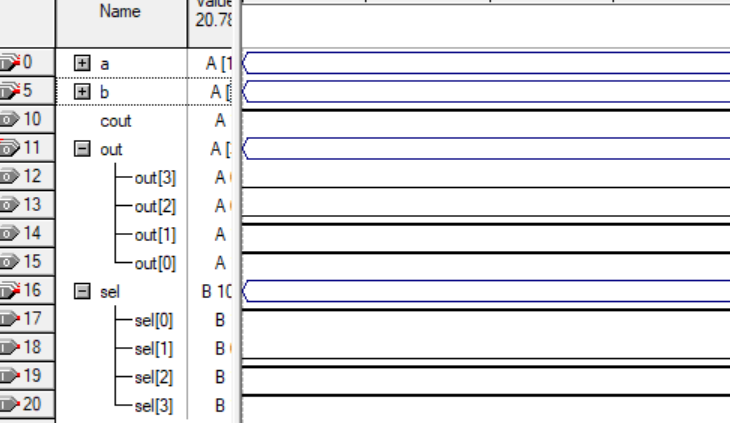 Name
Value
20.78
0 a A [1
5 b A [
10 cout A
11 out A [
12 out[3] A
13 out[2] A
14 out[1] A
15 out[0] A
16 sel B 10
17 sel[0] B
18 sel[1] B
19 sel[2] B
20 sel[3] B